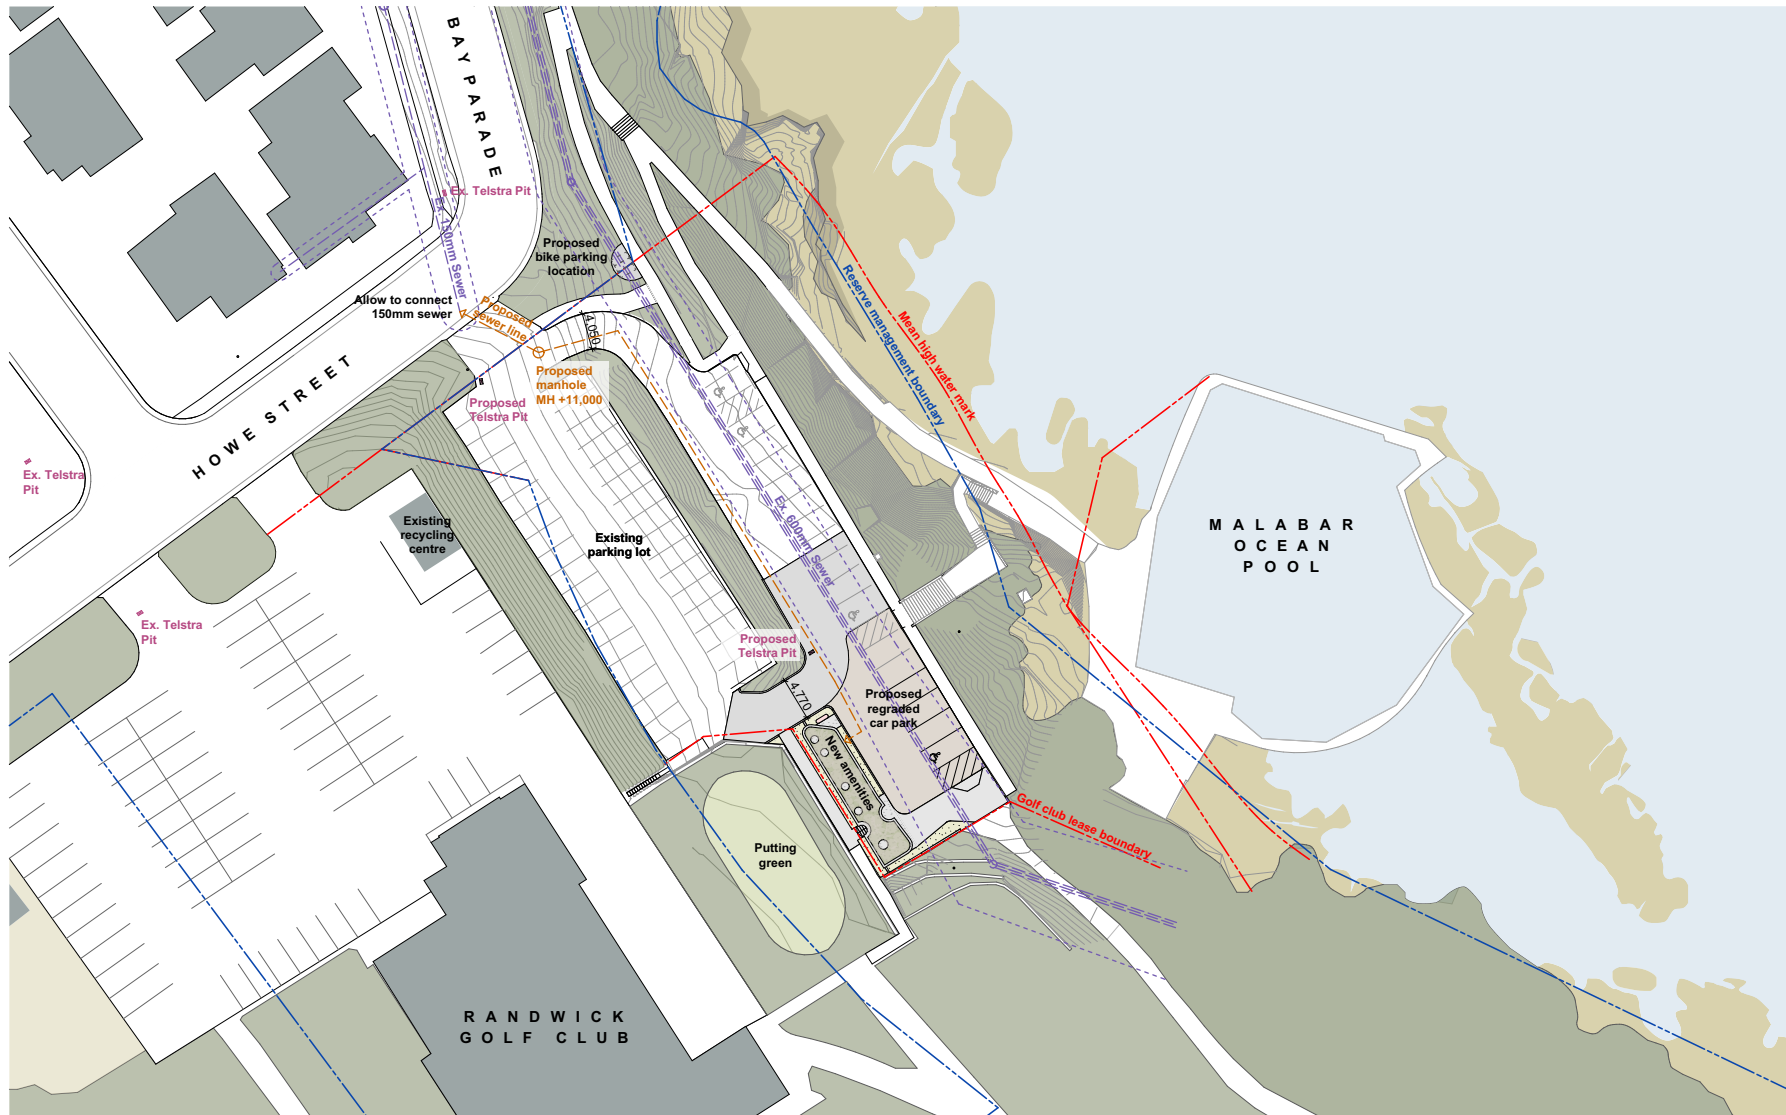 BAY PARADE
Ex. Telstra Pit
Ex. 150mm Sewer
Proposed
bike parking
location
Allow to connect
150mm sewer
Proposed
sewer line
4,050
Proposed
manhole
MH +11,000
Proposed
Telstra Pit
HOWE STREET
Reserve management boundary
Mean high water mark
Ex. Telstra
Pit
Existing
recycling
centre
Existing
parking lot
Ex. 600mm Sewer
MALABAR
OCEAN
POOL
Ex. Telstra
Pit
Proposed
Telstra Pit
4,770
Proposed
regraded
car park
New amenities
Golf club lease boundary
Putting
green
RANDWICK
GOLF CLUB